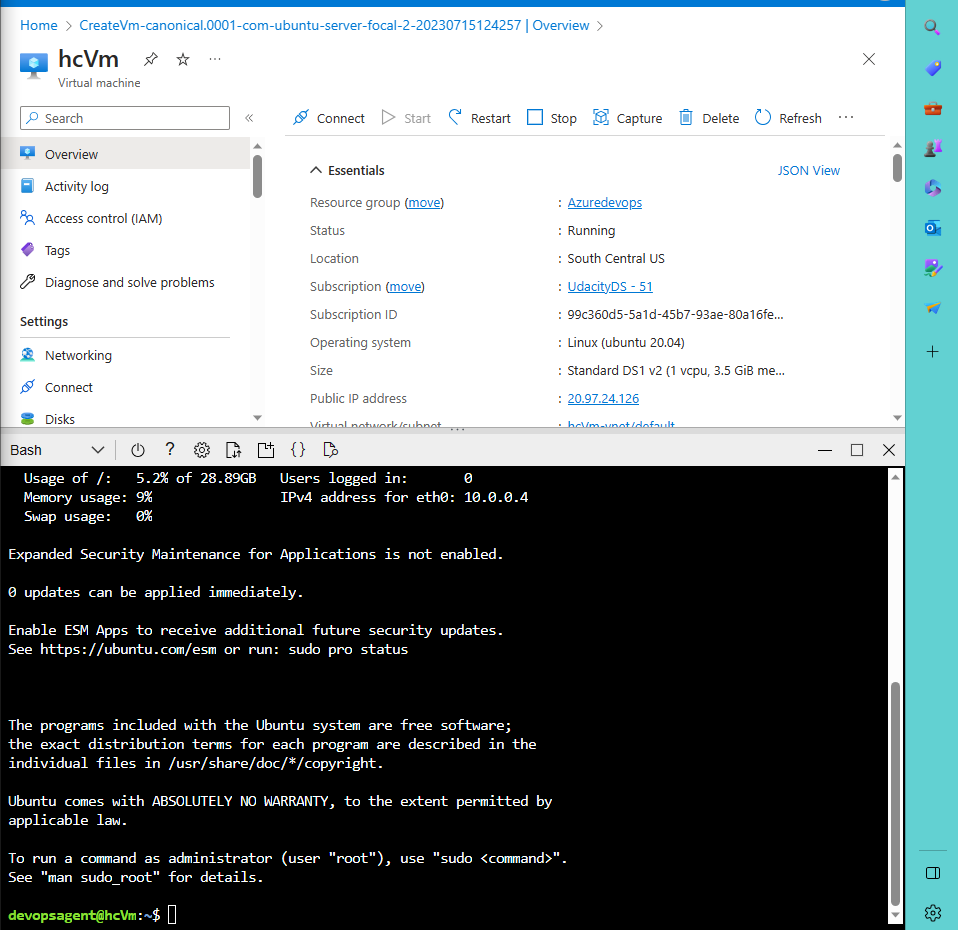 Home > CreateVm-canonical.0001-com-ubuntu-server-focal-2-20230715124257 | Overview >
hcVm
Virtual machine
Search
Connect Start Restart Stop Capture Delete Refresh
Overview
Activity log
Access control (IAM)
Tags
Diagnose and solve problems
Settings
Networking
Connect
Disks
Essentials JSON View
Resource group (move) : Azuredevops
Status : Running
Location : South Central US
Subscription (move) : UdacityDS - 51
Subscription ID : 99c360d5-5a1d-45b7-93ae-80a16fe...
Operating system : Linux (ubuntu 20.04)
Size : Standard DS1 v2 (1 vcpu, 3.5 GiB me...
Public IP address : 20.97.24.126
Virtual network/subnet : hcVm-vnet/default
Bash
Usage of /: 5.2% of 28.89GB Users logged in: 0
Memory usage: 9% IPv4 address for eth0: 10.0.0.4
Swap usage: 0%
Expanded Security Maintenance for Applications is not enabled.
0 updates can be applied immediately.
Enable ESM Apps to receive additional future security updates.
See https://ubuntu.com/esm or run: sudo pro status
The programs included with the Ubuntu system are free software;
the exact distribution terms for each program are described in the
individual files in /usr/share/doc/*/copyright.
Ubuntu comes with ABSOLUTELY NO WARRANTY, to the extent permitted by
applicable law.
To run a command as administrator (user "root"), use "sudo <command>".
See "man sudo_root" for details.
devopsagent@hcVm:~$